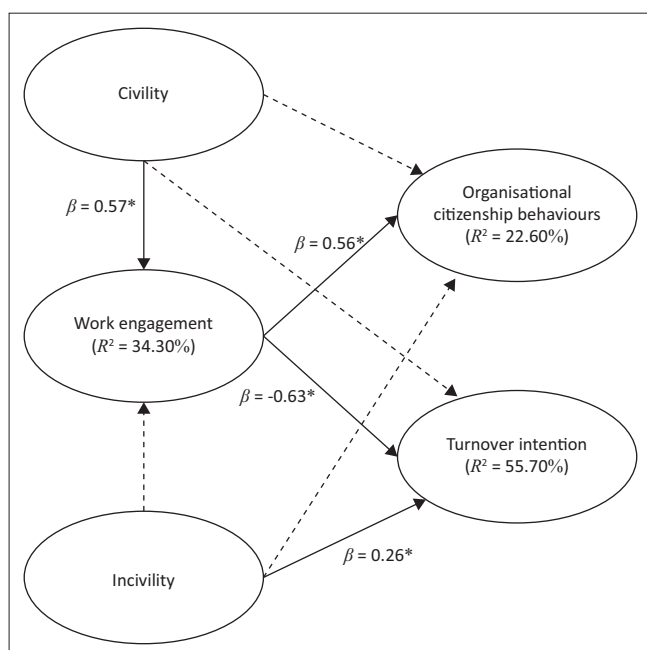 Civility
β = 0.57*
Organisational
citizenship behaviours
(R² = 22.60%)
β = 0.56*
Work engagement
(R² = 34.30%)
β = -0.63*
Turnover intention
(R² = 55.70%)
β = 0.26*
Incivility